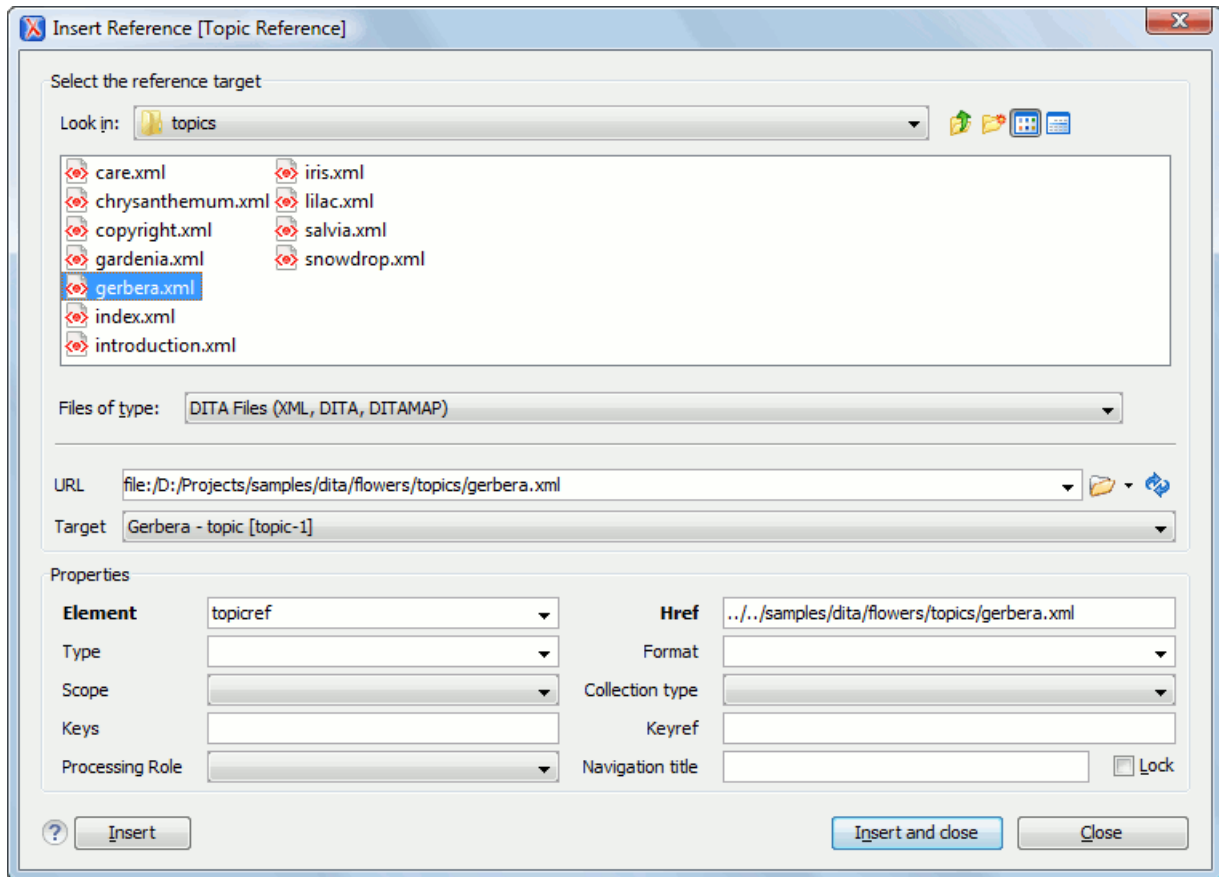 Insert Reference [Topic Reference]
Select the reference target
Look in: topics
care.xml iris.xml
chrysanthemum.xml lilac.xml
copyright.xml salvia.xml
gardenia.xml snowdrop.xml
gerbera.xml
index.xml
introduction.xml
Files of type: DITA Files (XML, DITA, DITAMAP)
URL file:/D:/Projects/samples/dita/flowers/topics/gerbera.xml
Target Gerbera - topic [topic-1]
Properties
Element topicref Href ../../samples/dita/flowers/topics/gerbera.xml
Type Format
Scope Collection type
Keys Keyref
Processing Role Navigation title Lock
? Insert Insert and close Close